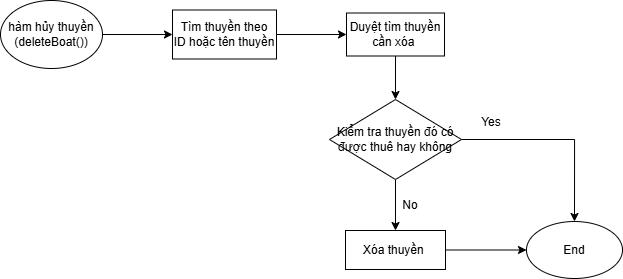 hàm hủy thuyền
(deleteBoat())
Tìm thuyền theo
ID hoặc tên thuyền
Duyệt tìm thuyền
cần xóa
Kiểm tra thuyền đó có
được thuê hay không
Yes
No
Xóa thuyền
End